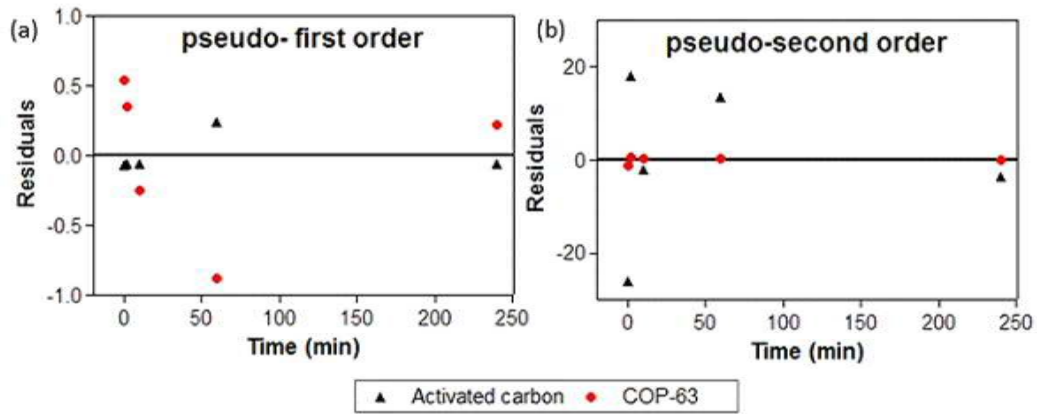 (a)
pseudo- first order
1.0
0.5
0.0
-0.5
-1.0
Residuals
0 50 100 150 200 250
Time (min)
(b)
pseudo-second order
20
0
-20
Residuals
0 50 100 150 200 250
Time (min)
Activated carbon COP-63